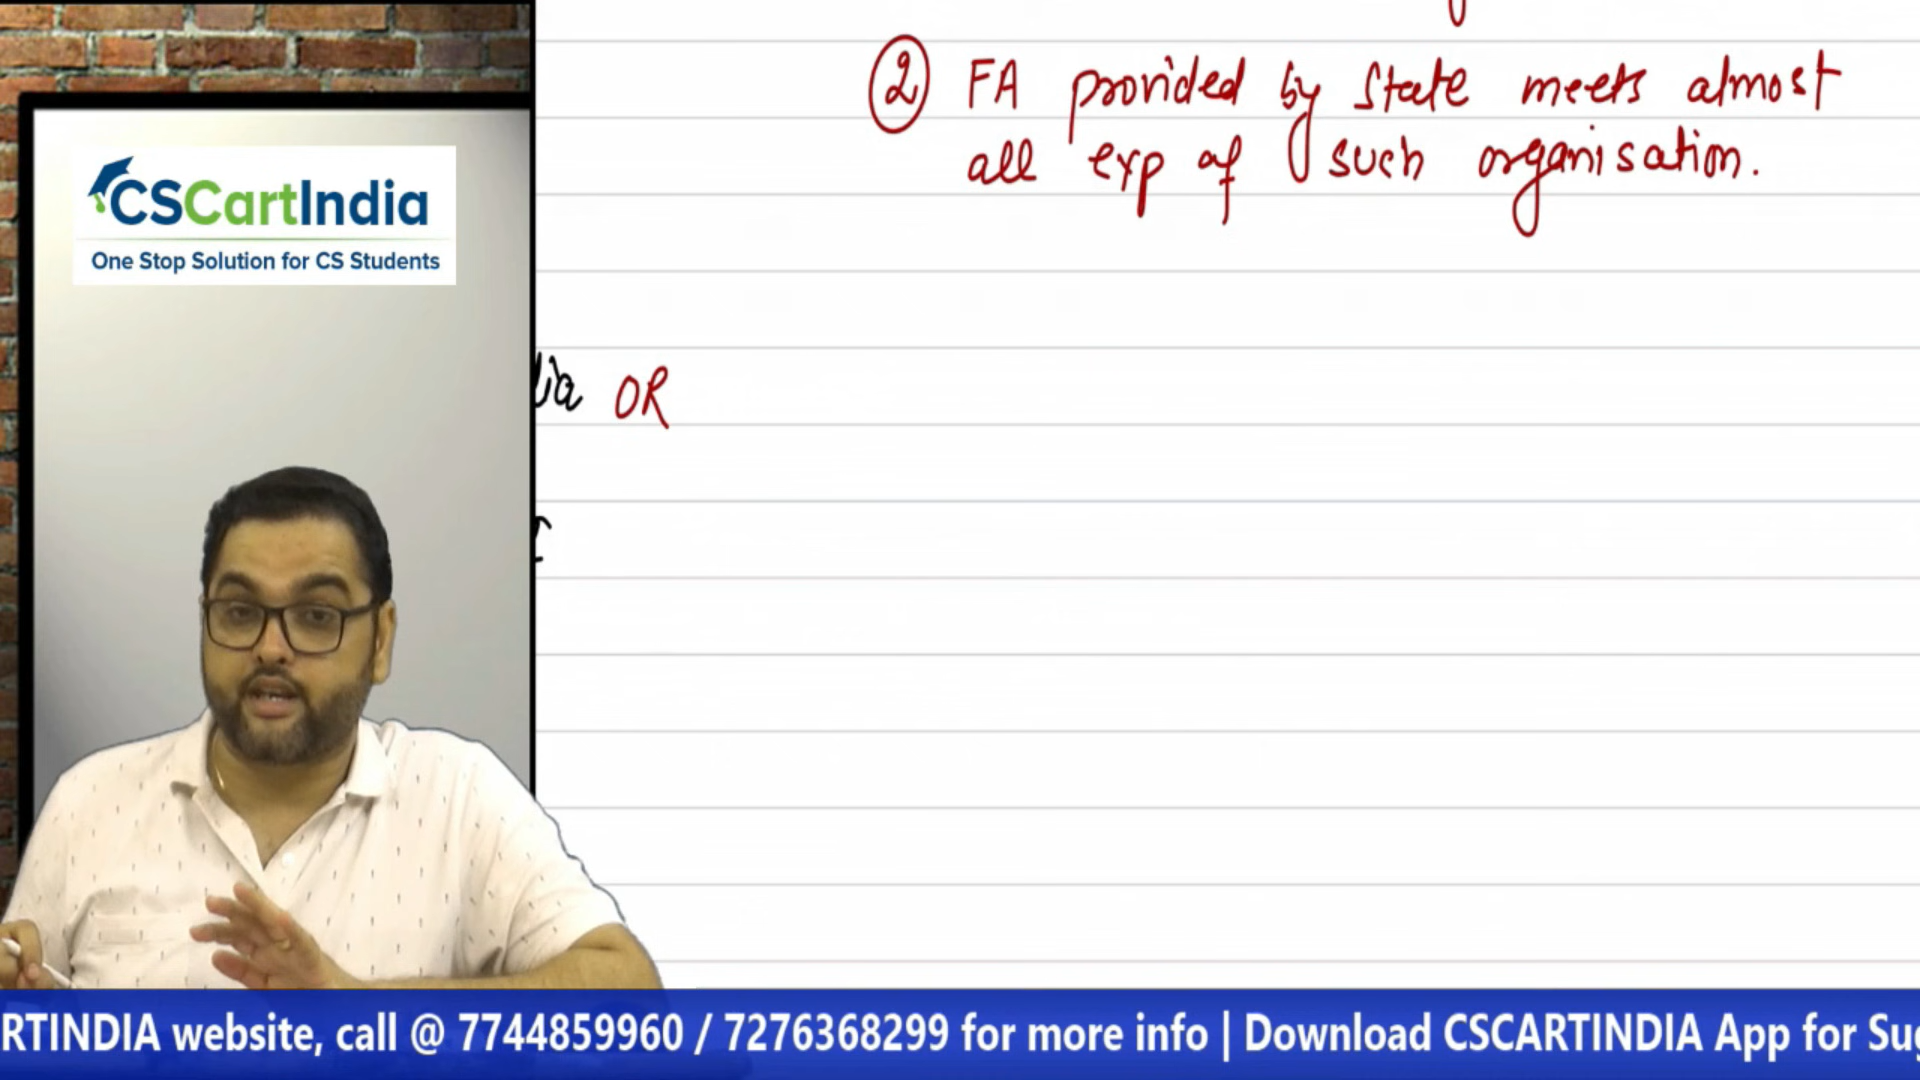 ② FA provided by State meets almost
all exp of such organisation.
CSCartIndia
One Stop Solution for CS Students
OR
RTINDIA website, call @ 7744859960 / 7276368299 for more info | Download CSCARTINDIA App for Sug